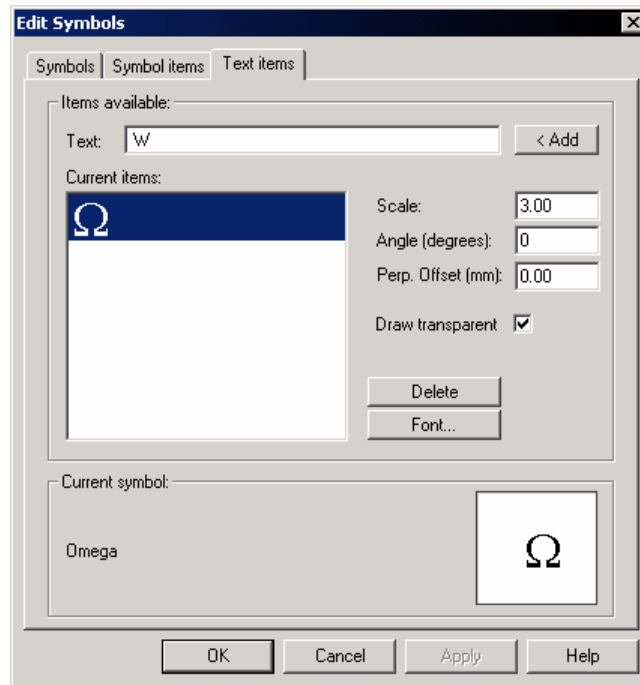 Edit Symbols
Symbols Symbol items Text items
Items available:
Text: W < Add
Current items:
Ω
Scale: 3.00
Angle (degrees): 0
Perp. Offset (mm): 0.00
Draw transparent
Delete
Font...
Current symbol:
Omega Ω
OK Cancel Apply Help